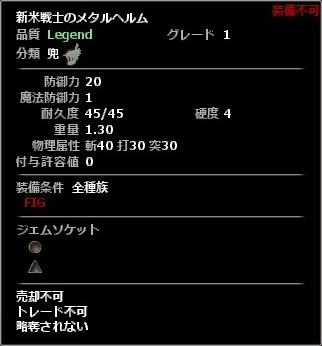 装備不可
新米戦士のメタルヘルム
品質 Legend グレード 1
分類 兜
防御力 20
魔法防御力 1
耐久度 45/45 硬度 4
重量 1.30
物理属性 斬40 打30 突30
付与許容値 0
装備条件 全種族
FIG
ジェムソケット
売却不可
トレード不可
略奪されない